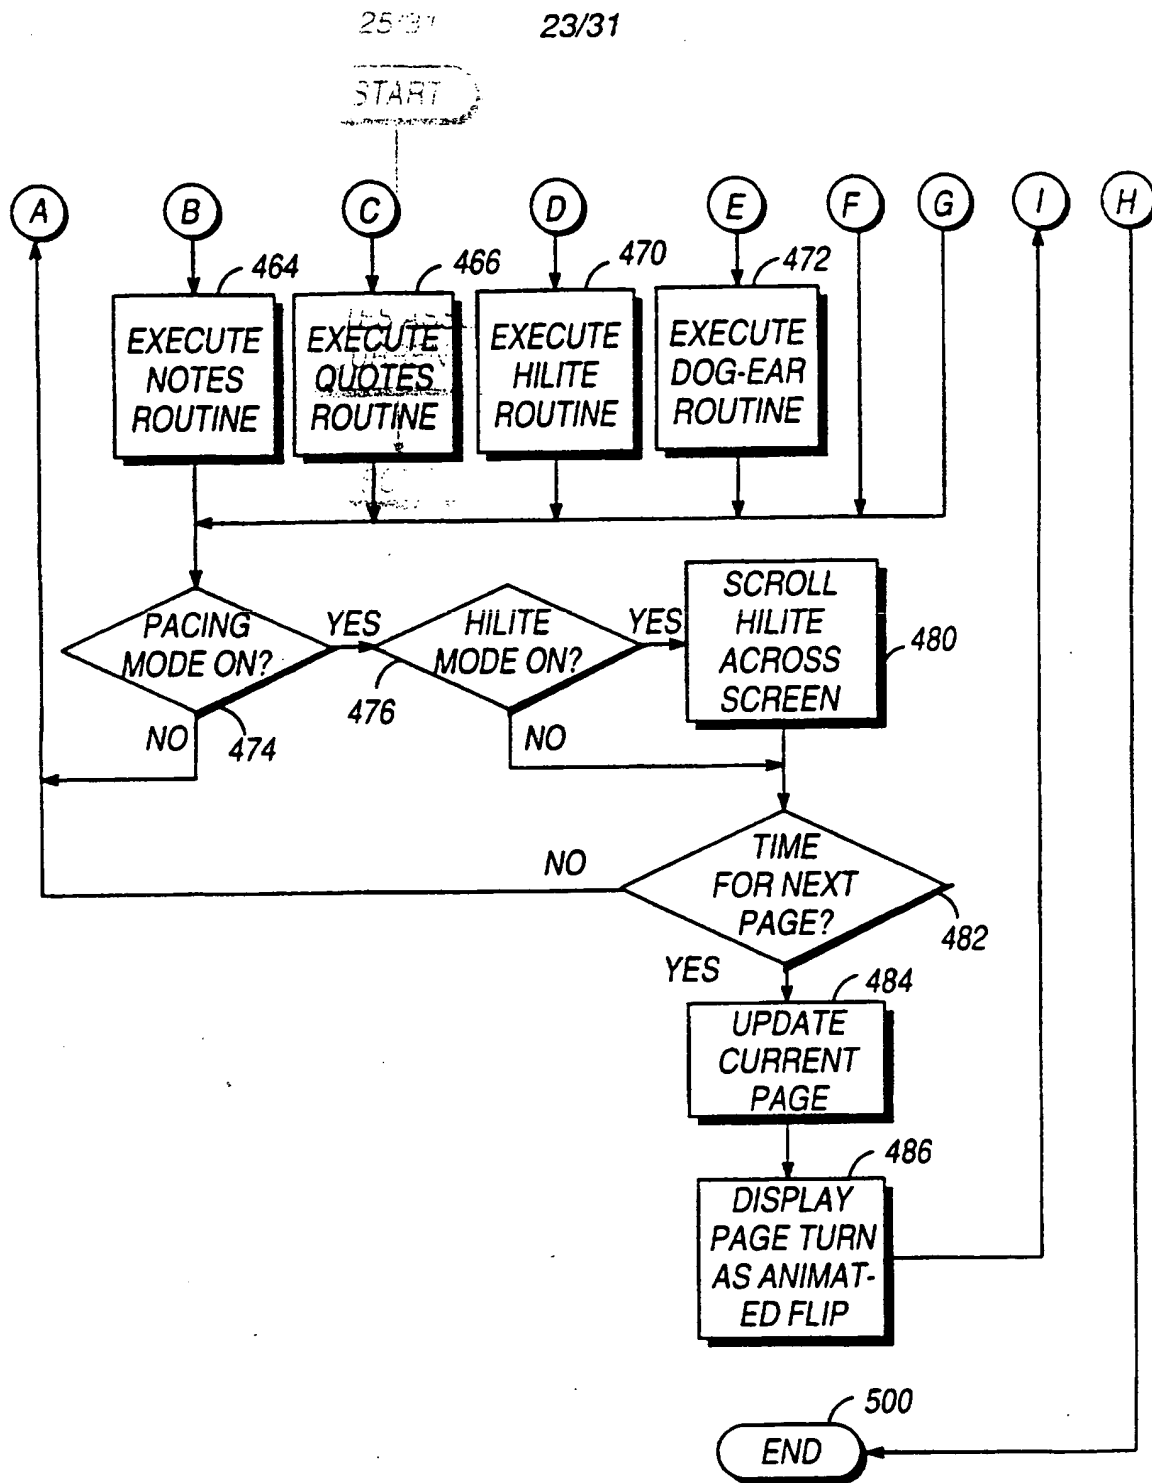 23/31
START
A B C D E F G I H
464
466
470
472
EXECUTE
NOTES
ROUTINE
EXECUTE
QUOTES
ROUTINE
EXECUTE
HILITE
ROUTINE
EXECUTE
DOG-EAR
ROUTINE
PACING
MODE ON?
YES
474
NO
HILITE
MODE ON?
YES
476
NO
SCROLL
HILITE
ACROSS
SCREEN
480
TIME
FOR NEXT
PAGE?
NO
482
YES
484
UPDATE
CURRENT
PAGE
486
DISPLAY
PAGE TURN
AS ANIMAT-
ED FLIP
500
END